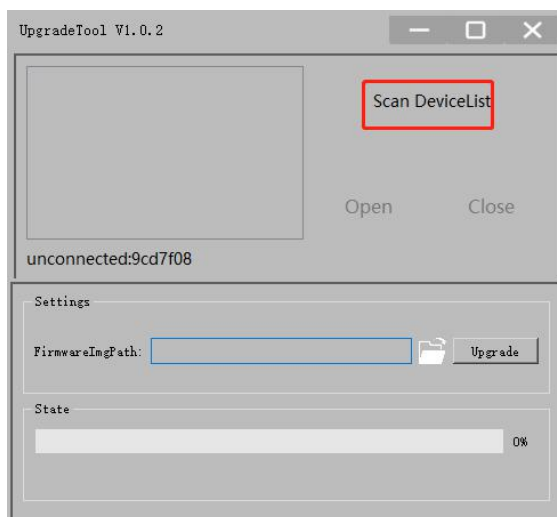 UpgradeTool V1.0.2
Scan DeviceList
Open Close
unconnected:9cd7f08
Settings
FirmwareImgPath: Upgrade
State
0%